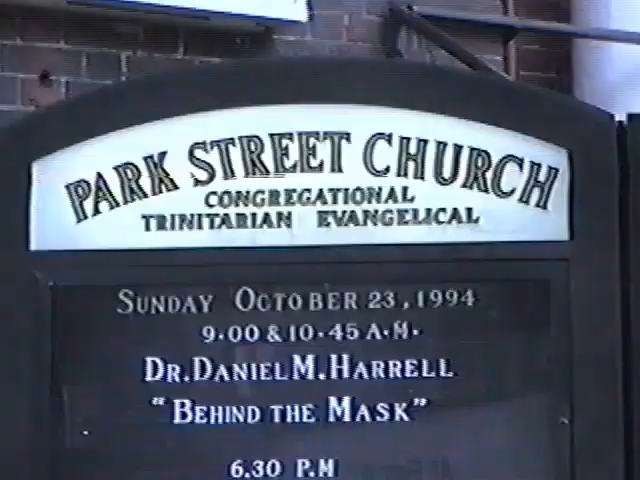 PARK STREET CHURCH
CONGREGATIONAL
TRINITARIAN EVANGELICAL
SUNDAY OCTOBER 23, 1994
9.00 & 10.45 A.M.
DR. DANIEL M. HARRELL
"BEHIND THE MASK"
6.30 P.M